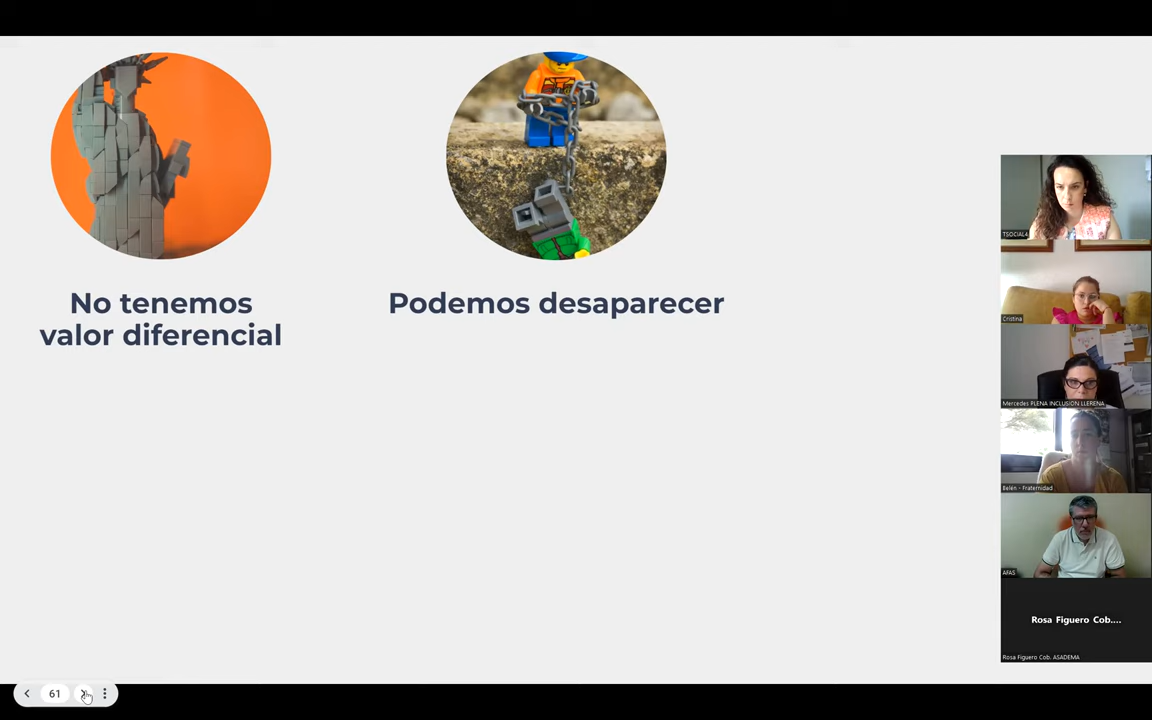 No tenemos
valor diferencial
Podemos desaparecer
TSOCIAL4
Cristina
Mercedes PLENA INCLUSION LLERENA
Belén - Fraternidad
AFAS
Rosa Figuero Cob....
Rosa Figuero Cob. ASADEMA
61